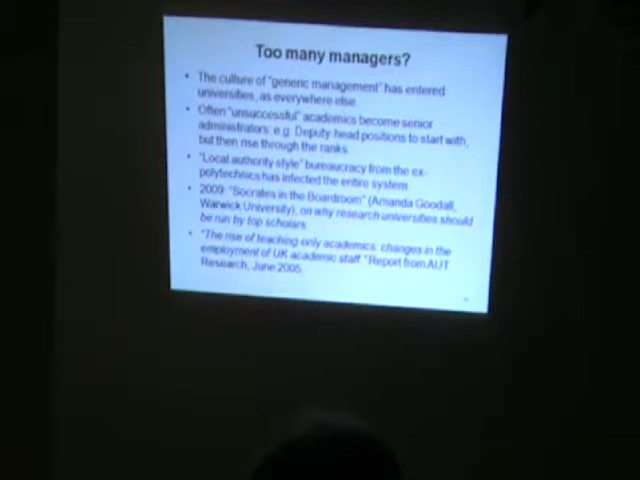 Too many managers?
• The culture of "generic management" has entered
universities, as everywhere else.
• Often "unsuccessful" academics become senior
administrators: e.g. Deputy-head positions to start with,
but then rise through the ranks.
• "Local authority style" bureaucracy from the ex-
polytechnics has infected the entire system.
• 2009: "Socrates in the Boardroom" (Amanda Goodall,
Warwick University), on why research universities should
be run by top scholars.
• "The rise of teaching-only academics: changes in the
employment of UK academic staff." Report from AUT
Research, June 2005.